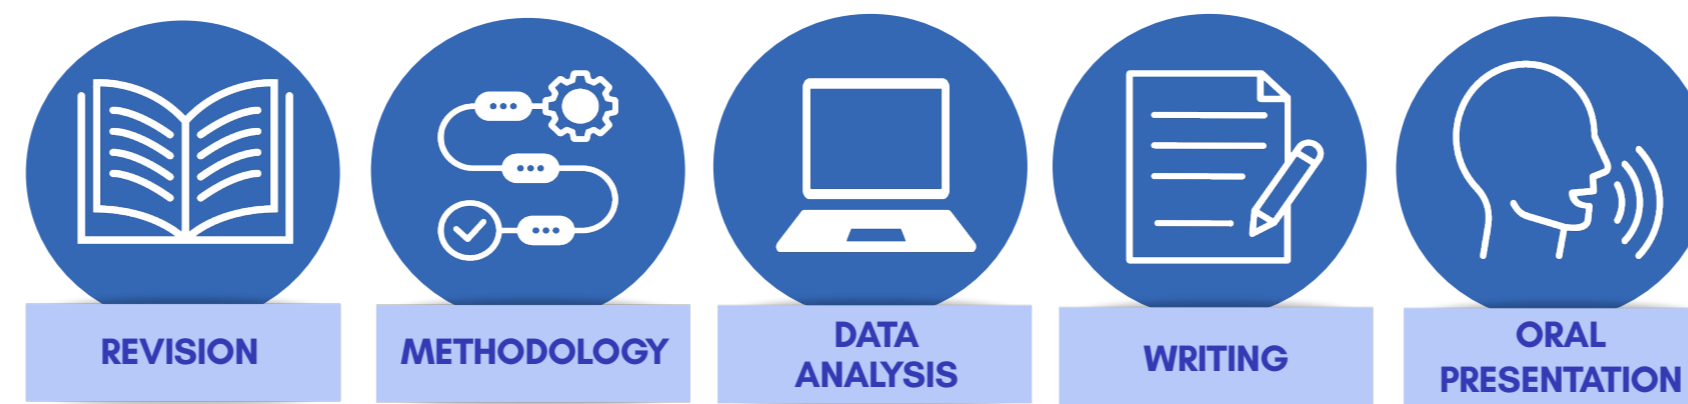 REVISION
METHODOLOGY
DATA
ANALYSIS
WRITING
ORAL
PRESENTATION